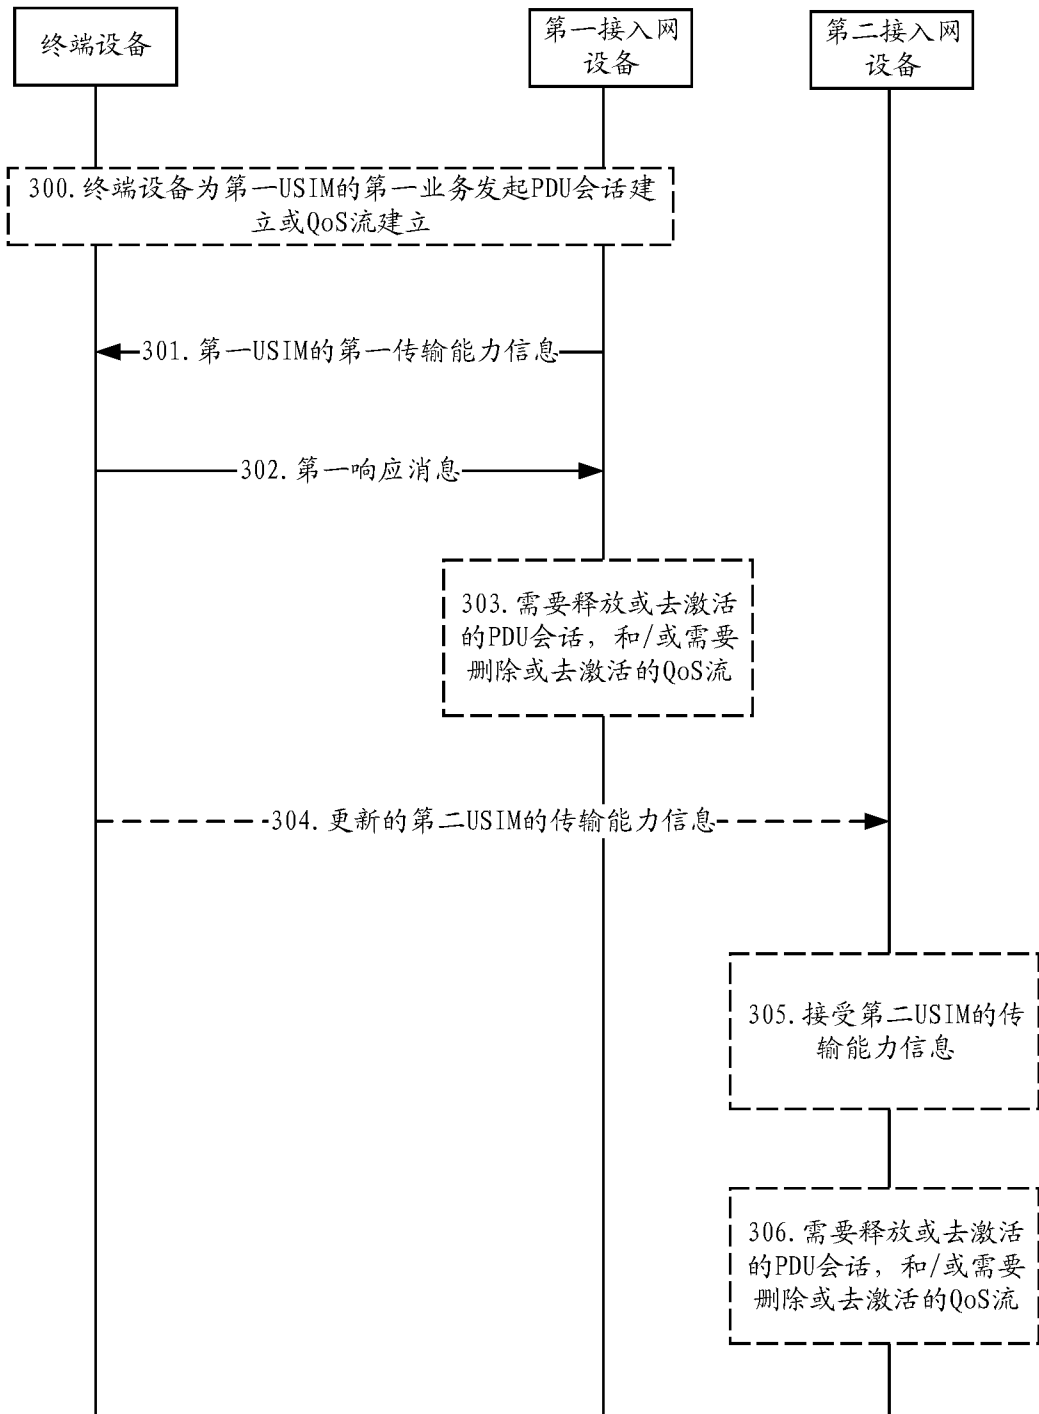 终端设备
第一接入网
设备
第二接入网
设备
300.终端设备为第一USIM的第一业务发起PDU会话建
立或QoS流建立
301.第一USIM的第一传输能力信息
302.第一响应消息
303.需要释放或去激活
的PDU会话，和/或需要
删除或去激活的QoS流
304.更新的第二USIM的传输能力信息
305.接受第二USIM的传
输能力信息
306.需要释放或去激活
的PDU会话，和/或需要
删除或去激活的QoS流